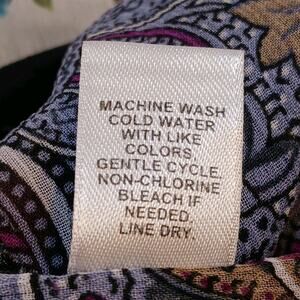 MACHINE WASH
COLD WATER
WITH LIKE
COLORS.
GENTLE CYCLE.
NON-CHLORINE
BLEACH IF
NEEDED.
LINE DRY.